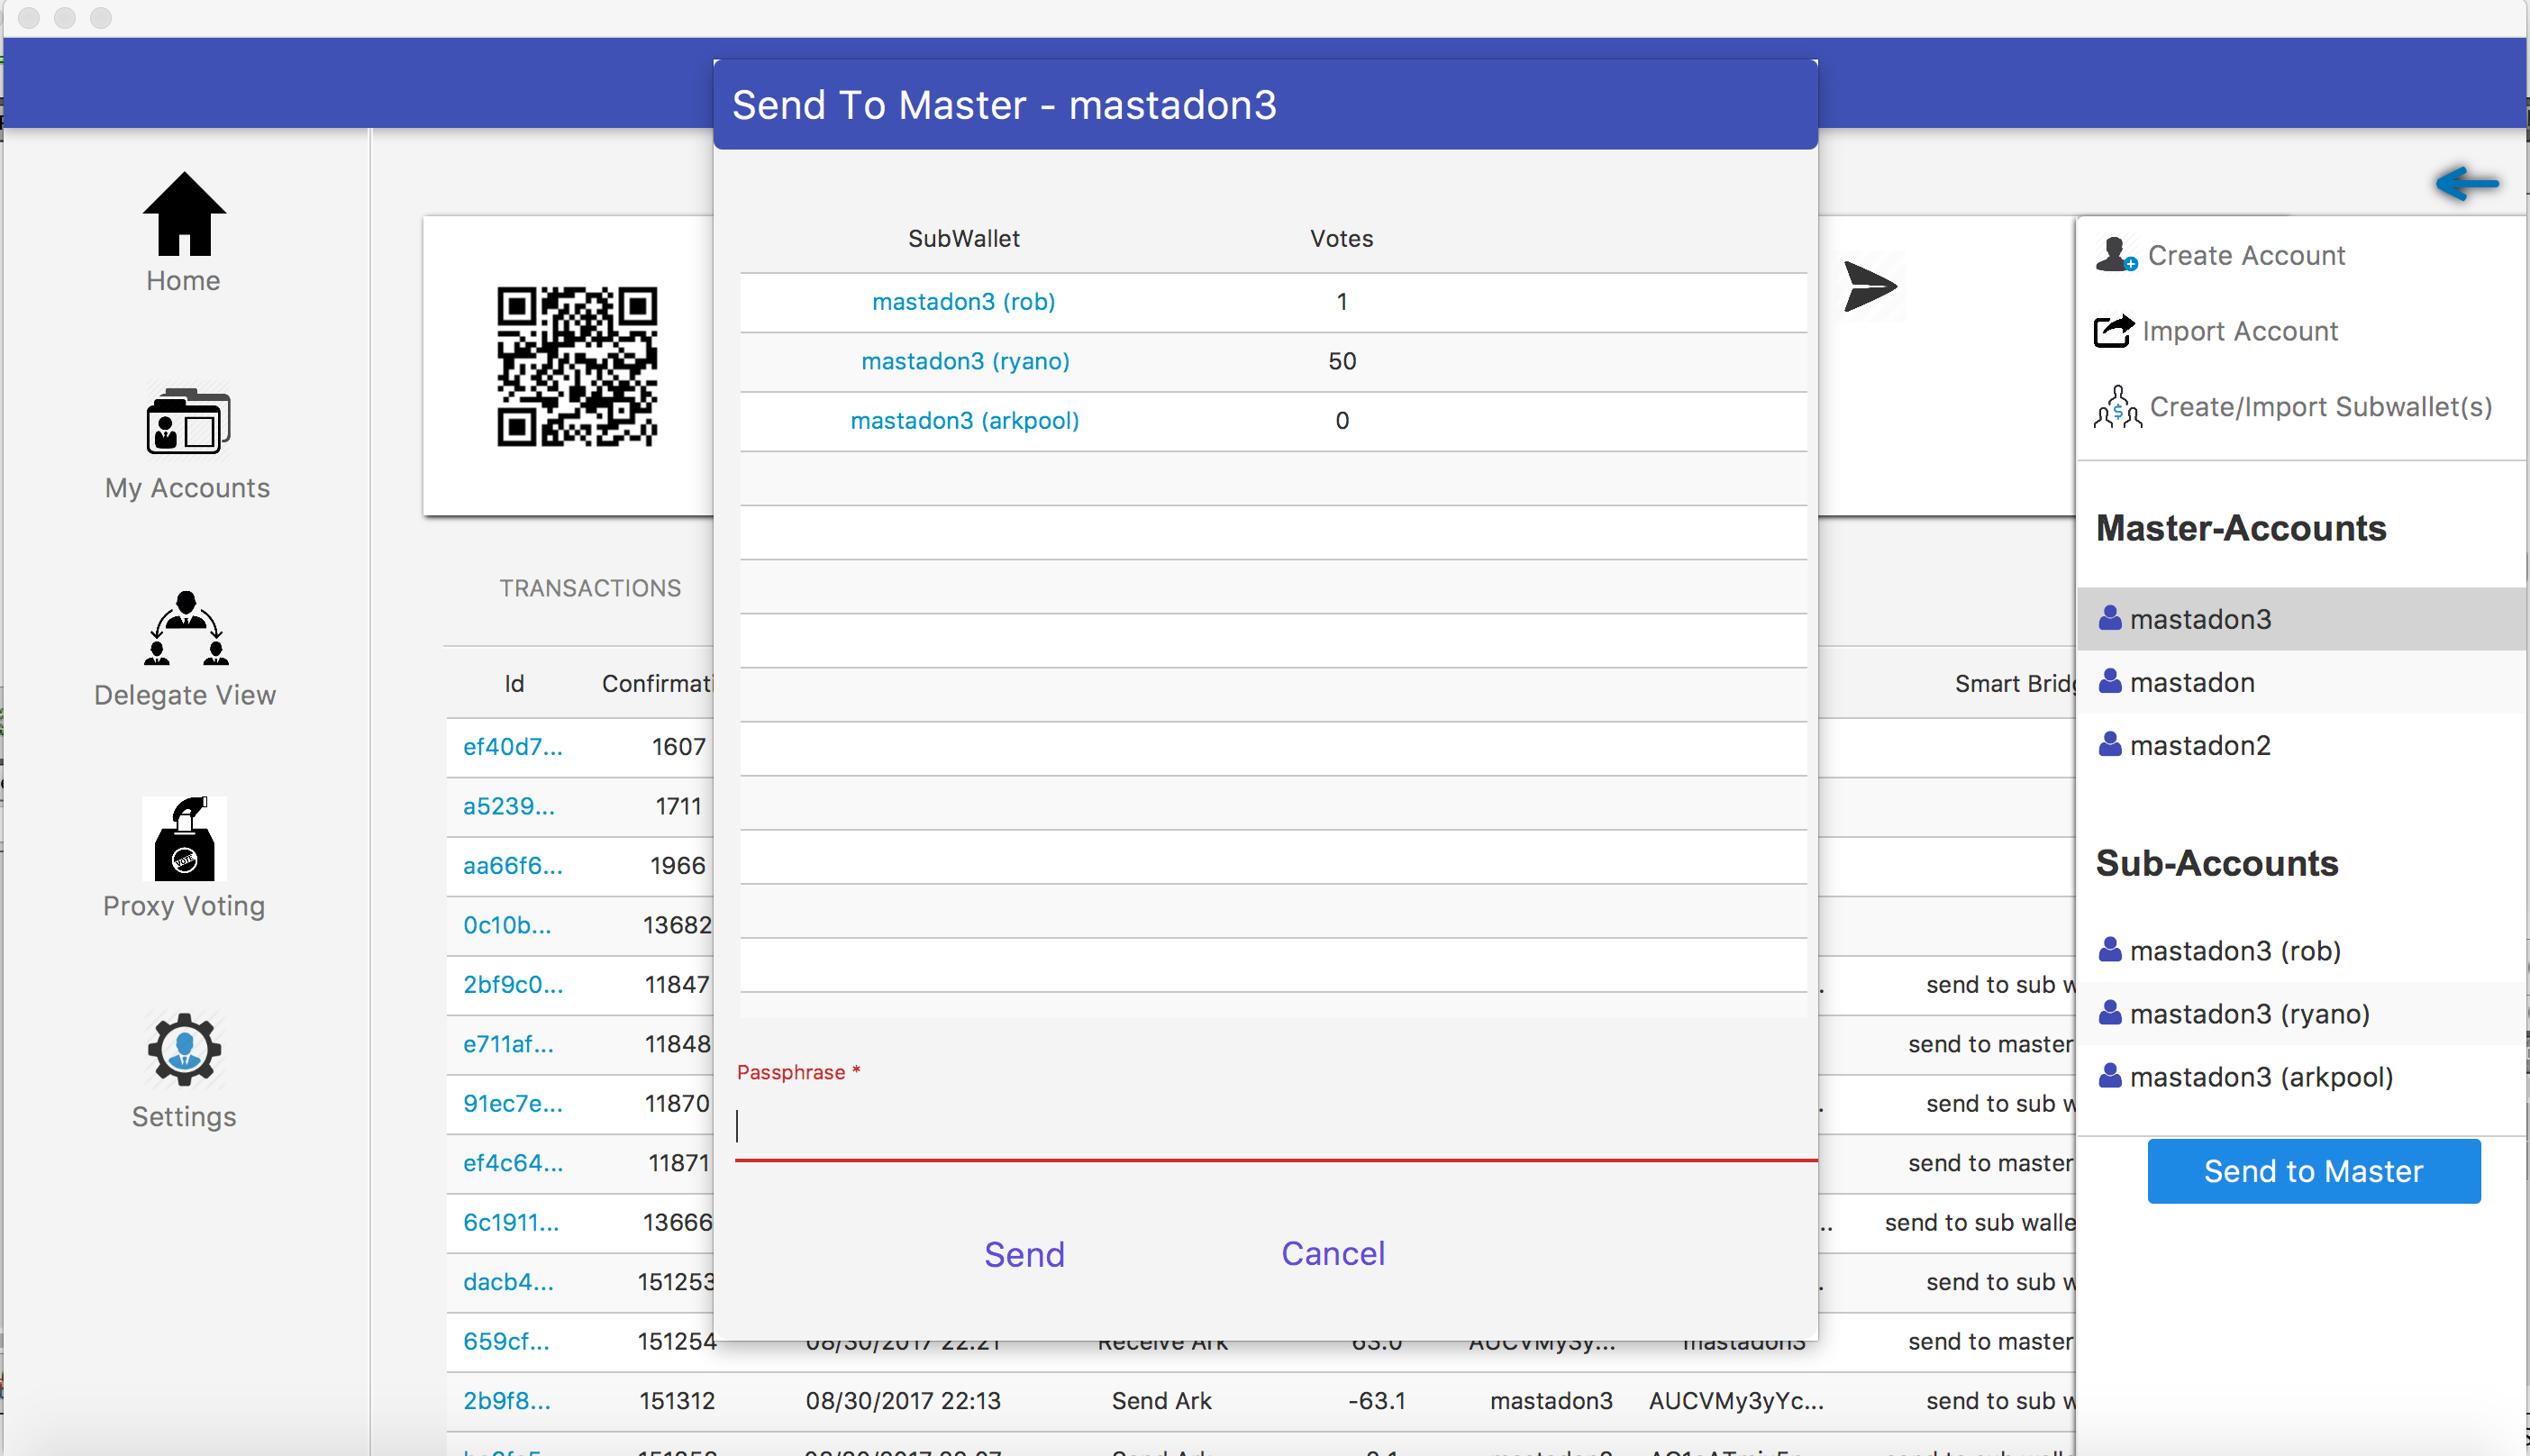 Send To Master - mastadon3
Home
My Accounts
Delegate View
Proxy Voting
VOTE
Settings
TRANSACTIONS
Id Confirmati
ef40d7... 1607
a5239... 1711
aa66f6... 1966
0c10b... 13682
2bf9c0... 11847
e711af... 11848
91ec7e... 11870
ef4c64... 11871
6c1911... 13666
dacb4... 151253
659cf... 151254 08/30/2017 22:21 Receive Ark 63.0 AUCVMy3y... mastadon3 send to master
2b9f8... 151312 08/30/2017 22:13 Send Ark -63.1 mastadon3 AUCVMy3yYc... send to sub w
SubWallet Votes
mastadon3 (rob) 1
mastadon3 (ryano) 50
mastadon3 (arkpool) 0
Passphrase *
Send Cancel
Smart Bridg
send to sub w
send to master
send to sub w
send to master
send to sub walle
send to sub w
Create Account
Import Account
Create/Import Subwallet(s)
Master-Accounts
mastadon3
mastadon
mastadon2
Sub-Accounts
mastadon3 (rob)
mastadon3 (ryano)
mastadon3 (arkpool)
Send to Master